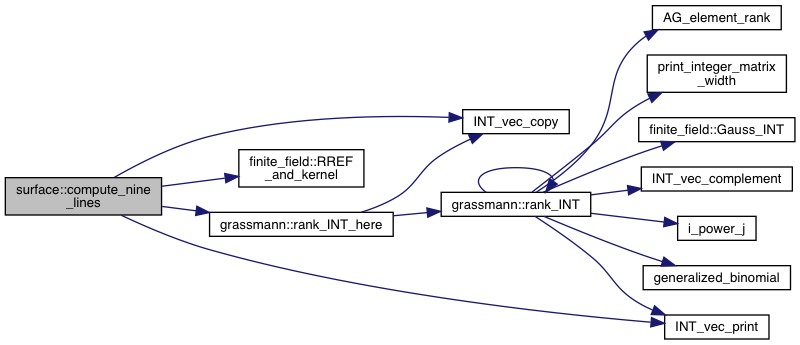 surface::compute_nine
_lines
INT_vec_copy
finite_field::RREF
_and_kernel
grassmann::rank_INT_here
grassmann::rank_INT
AG_element_rank
print_integer_matrix
_width
finite_field::Gauss_INT
INT_vec_complement
i_power_j
generalized_binomial
INT_vec_print